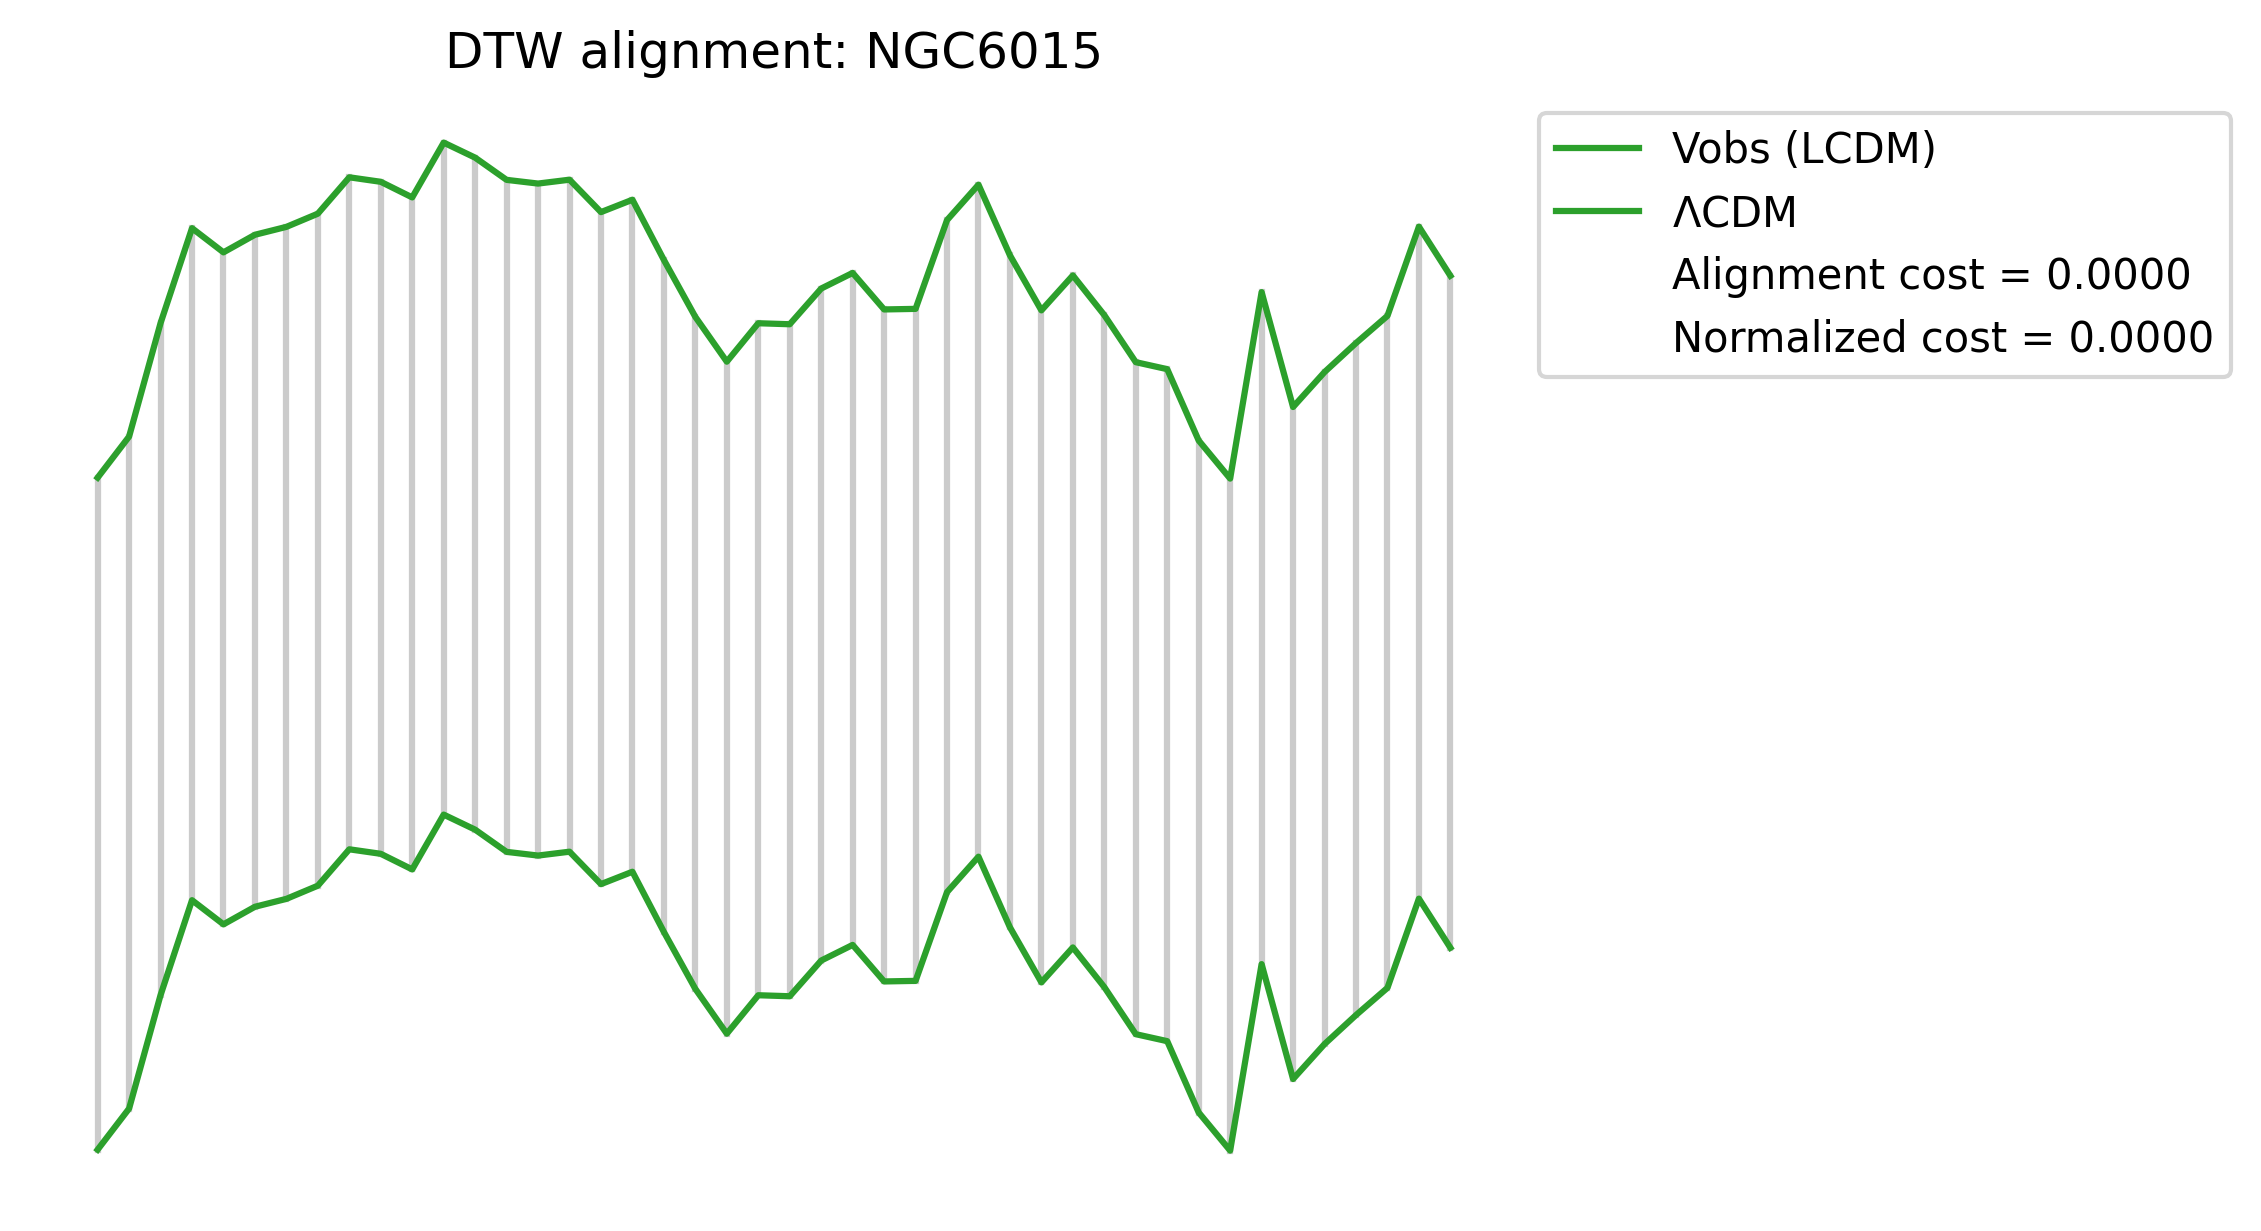 DTW alignment: NGC6015
Vobs (LCDM)
ΛCDM
Alignment cost = 0.0000
Normalized cost = 0.0000